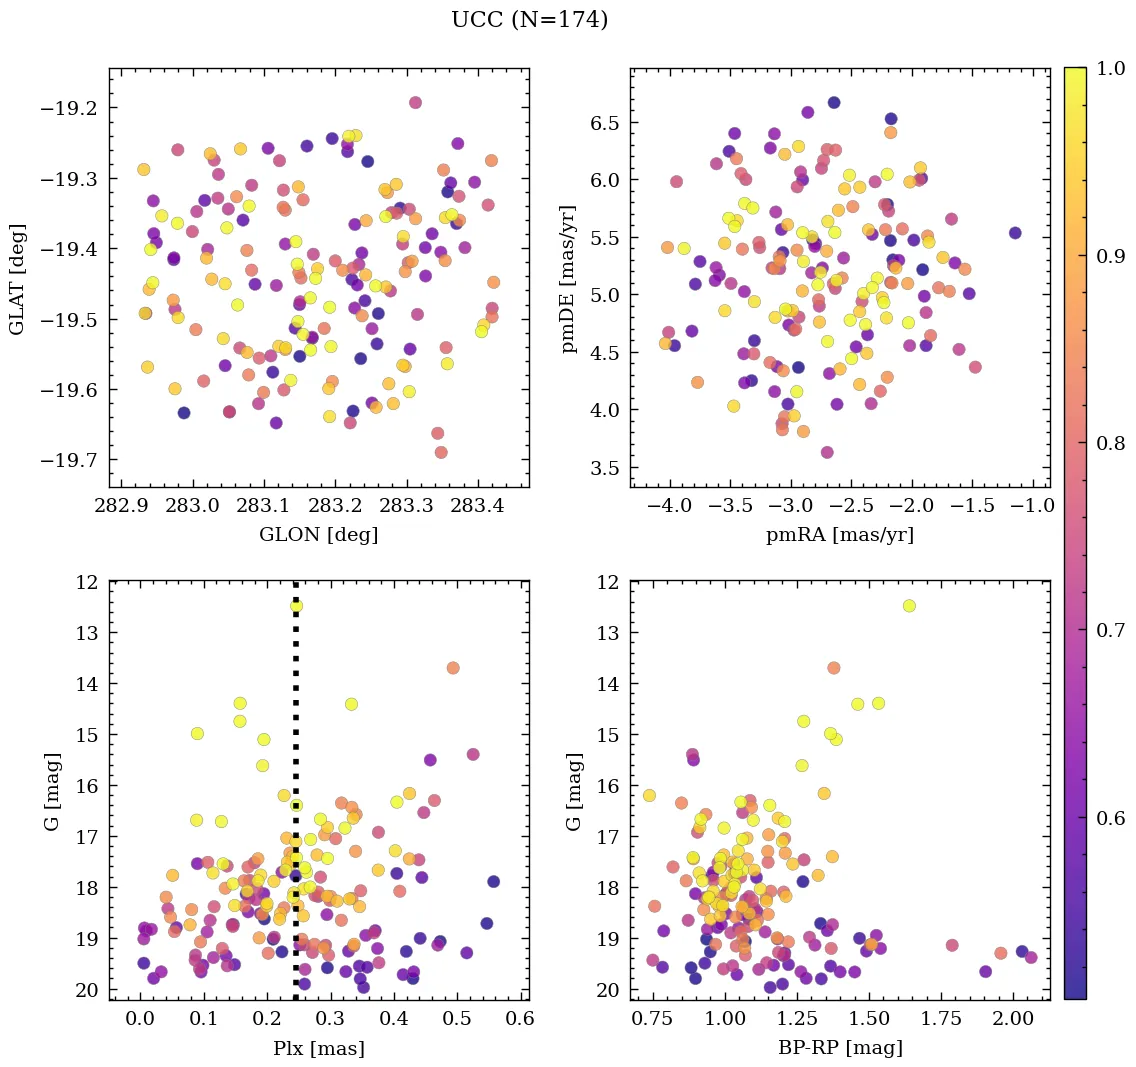 UCC (N=174)
−19.2
−19.3
−19.4
−19.5
−19.6
−19.7
GLAT [deg]
282.9 283.0 283.1 283.2 283.3 283.4
GLON [deg]
6.5
6.0
5.5
5.0
4.5
4.0
3.5
pmDE [mas/yr]
−4.0 −3.5 −3.0 −2.5 −2.0 −1.5 −1.0
pmRA [mas/yr]
1.0
0.9
0.8
0.7
0.6
12
13
14
15
16
17
18
19
20
G [mag]
0.0 0.1 0.2 0.3 0.4 0.5 0.6
Plx [mas]
12
13
14
15
16
17
18
19
20
G [mag]
0.75 1.00 1.25 1.50 1.75 2.00
BP-RP [mag]